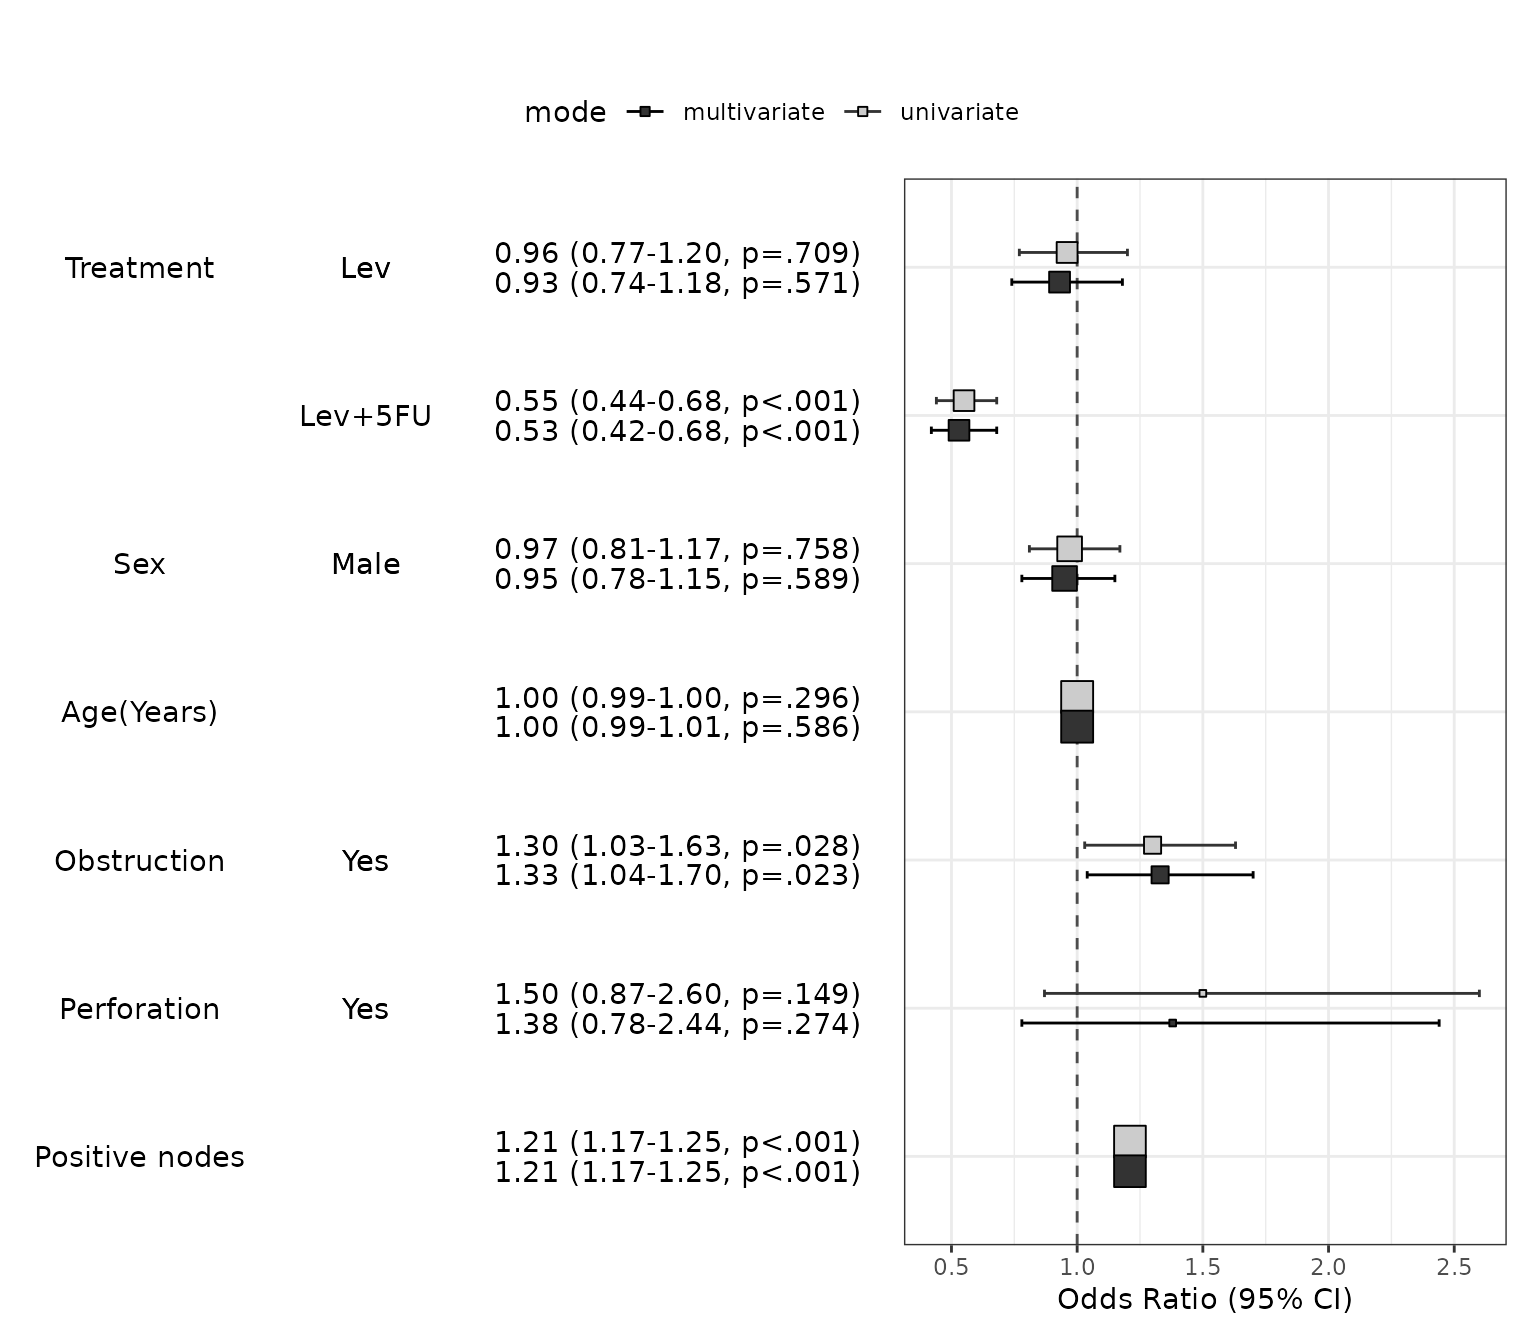 mode multivariate univariate
Treatment Lev 0.96 (0.77-1.20, p=.709)
0.93 (0.74-1.18, p=.571)
Lev+5FU 0.55 (0.44-0.68, p<.001)
0.53 (0.42-0.68, p<.001)
Sex Male 0.97 (0.81-1.17, p=.758)
0.95 (0.78-1.15, p=.589)
Age(Years) 1.00 (0.99-1.00, p=.296)
1.00 (0.99-1.01, p=.586)
Obstruction Yes 1.30 (1.03-1.63, p=.028)
1.33 (1.04-1.70, p=.023)
Perforation Yes 1.50 (0.87-2.60, p=.149)
1.38 (0.78-2.44, p=.274)
Positive nodes 1.21 (1.17-1.25, p<.001)
1.21 (1.17-1.25, p<.001)
0.5 1.0 1.5 2.0 2.5
Odds Ratio (95% CI)